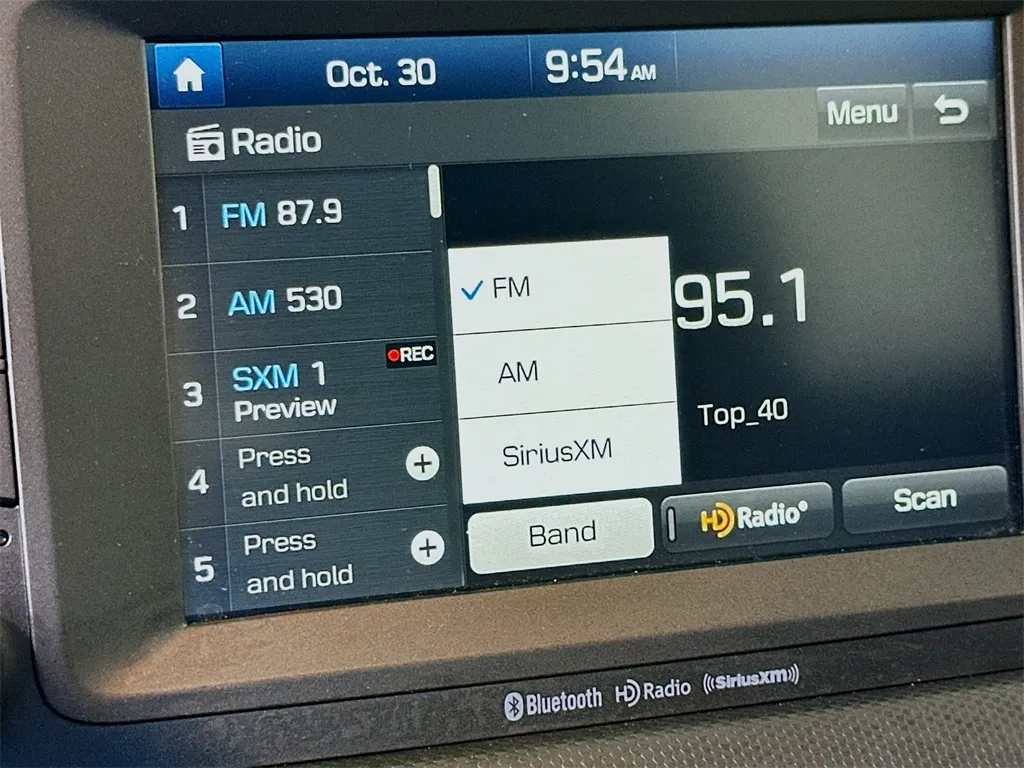 Oct. 30
9:54 AM
Menu
Radio
1 FM 87.9
2 AM 530
3 SXM 1 REC
Preview
4 Press
and hold
5 Press
and hold
FM
AM
SiriusXM
95.1
Top_40
Band
HD Radio®
Scan
Bluetooth HD Radio ((SiriusXM))